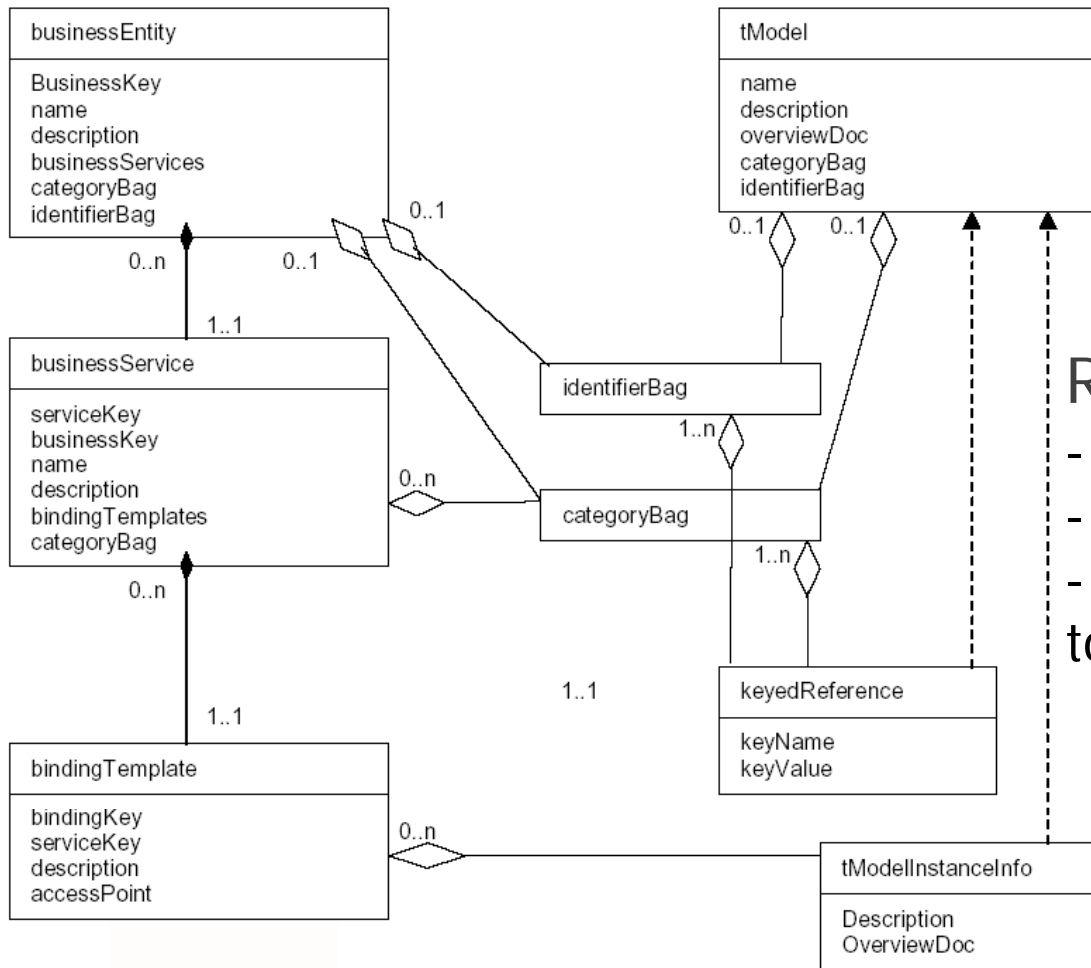 businessEntity
BusinessKey
name
description
businessServices
categoryBag
identifierBag
0..n
0..1
0..1
1..1
businessService
serviceKey
businessKey
name
description
bindingTemplates
categoryBag
0..n
0..n
1..1
bindingTemplate
bindingKey
serviceKey
description
accessPoint
0..n
tModel
name
description
overviewDoc
categoryBag
identifierBag
0..1
0..1
identifierBag
1..n
categoryBag
1..n
1..1
keyedReference
keyName
keyValue
tModelInstanceInfo
Description
OverviewDoc
R
-
-
-
to